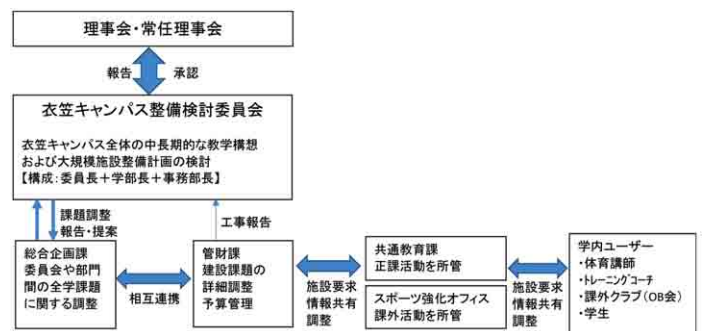 理事会・常任理事会
報告
承認
衣笠キャンパス整備検討委員会
衣笠キャンパス全体の中長期的な教学構想
および大規模施設整備計画の検討
【構成：委員長＋学部長＋事務部長】
課題調整
報告・提案
工事報告
総合企画課
委員会や部門
間の全学課題
に関する調整
相互連携
管財課
建設課題の
詳細調整
予算管理
施設要求
情報共有
調整
共通教育課
正課活動を所管
スポーツ強化オフィス
課外活動を所管
施設要求
情報共有
調整
学内ユーザー
・体育講師
・トレーニングコーチ
・課外クラブ（OB会）
・学生